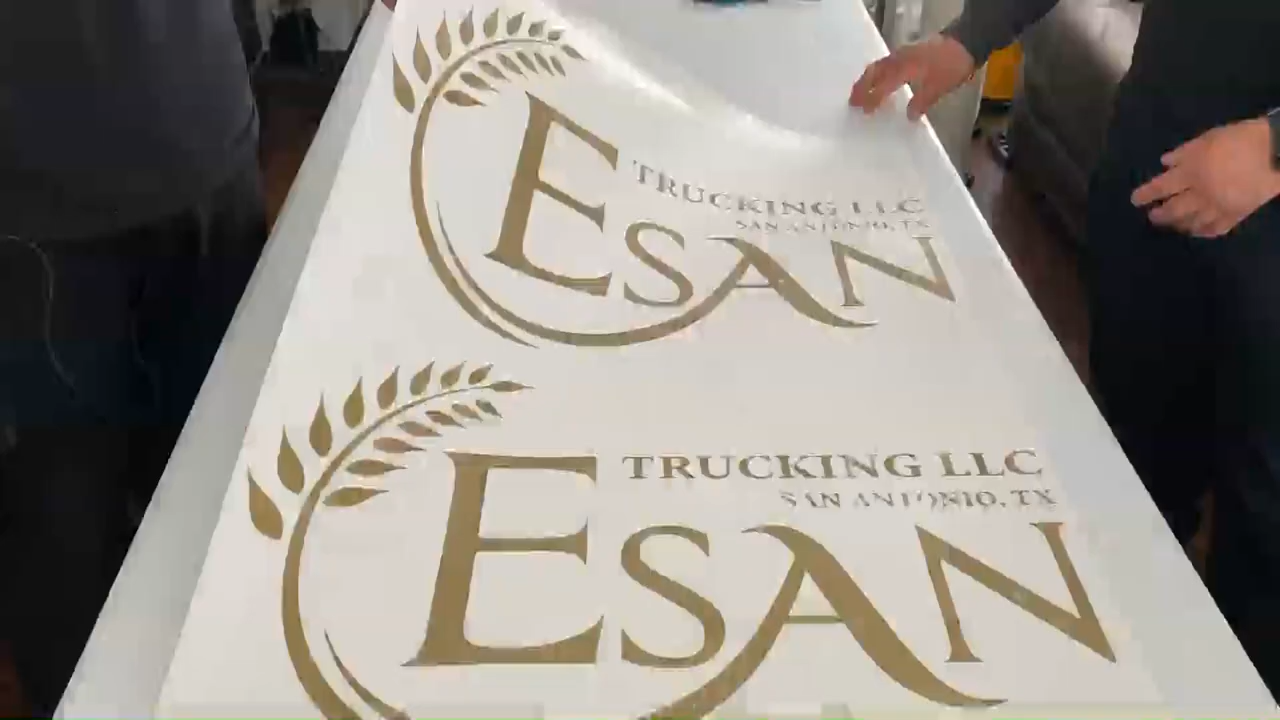 TRUCKING LLC
SAN ANTONIO, TX
ESAN
TRUCKING LLC
SAN ANTONIO, TX
ESAN